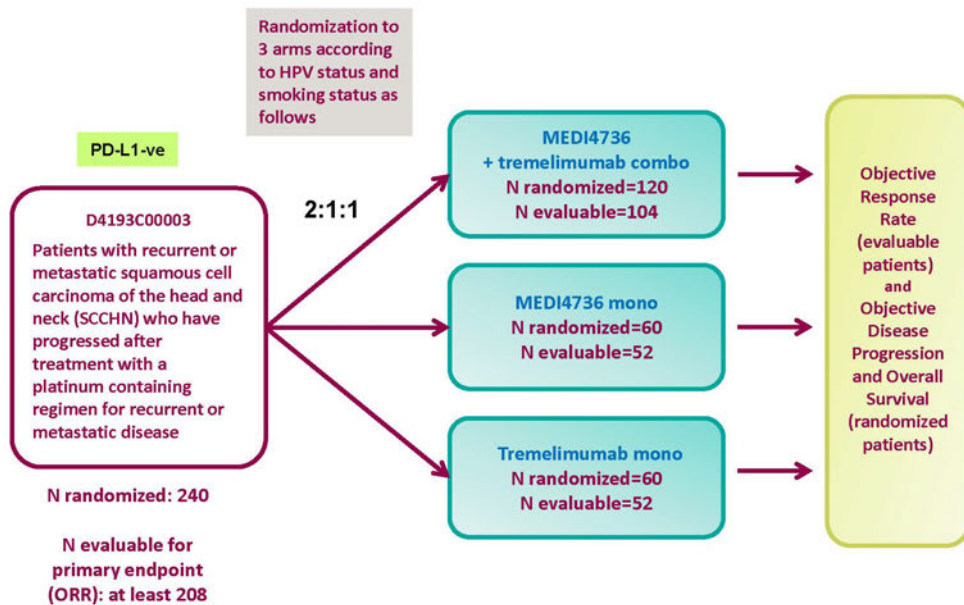 Randomization to
3 arms according
to HPV status and
smoking status as
follows
PD-L1-ve
D4193C00003
Patients with recurrent or
metastatic squamous cell
carcinoma of the head and
neck (SCCHN) who have
progressed after
treatment with a
platinum containing
regimen for recurrent or
metastatic disease
N randomized: 240
N evaluable for
primary endpoint
(ORR): at least 208
2:1:1
MEDI4736
+ tremelimumab combo
N randomized=120
N evaluable=104
MEDI4736 mono
N randomized=60
N evaluable=52
Tremelimumab mono
N randomized=60
N evaluable=52
Objective
Response
Rate
(evaluable
patients)
and
Objective
Disease
Progression
and Overall
Survival
(randomized
patients)